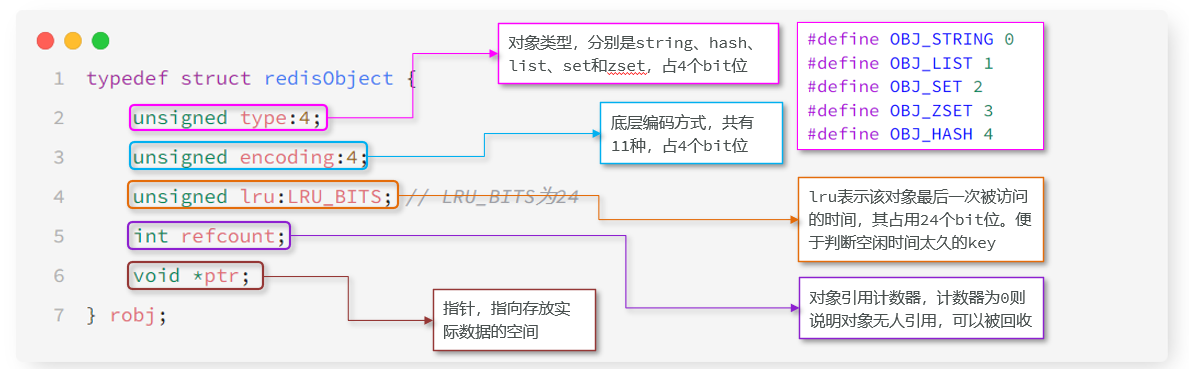 1 typedef struct redisObject {
2 unsigned type:4;
3 unsigned encoding:4;
4 unsigned lru:LRU_BITS; // LRU_BITS为24
5 int refcount;
6 void *ptr;
7 } robj;
对象类型，分别是string、hash、
list、set和zset，占4个bit位
#define OBJ_STRING 0
#define OBJ_LIST 1
#define OBJ_SET 2
#define OBJ_ZSET 3
#define OBJ_HASH 4
底层编码方式，共有
11种，占4个bit位
lru表示该对象最后一次被访问
的时间，其占用24个bit位。便
于判断空闲时间太久的key
对象引用计数器，计数器为0则
说明对象无人引用，可以被回收
指针，指向存放实
际数据的空间